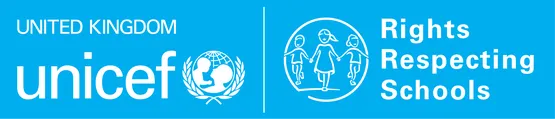 UNITED KINGDOM
unicef
Rights
Respecting
Schools